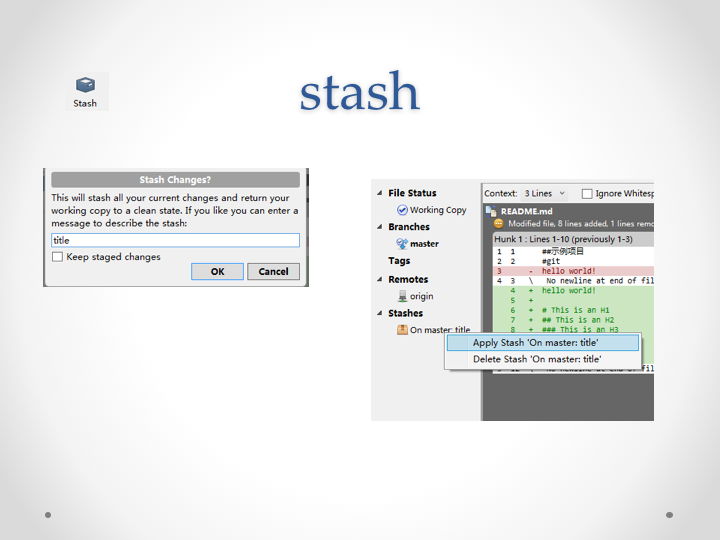 stash
Stash
Stash Changes?
This will stash all your current changes and return your
working copy to a clean state. If you like you can enter a
message to describe the stash:
title
Keep staged changes
OK Cancel
File Status
Working Copy
Branches
master
Tags
Remotes
origin
Stashes
On master: title
Context: 3 Lines Ignore Whitesp
README.md
Modified file, 8 lines added, 1 lines remo
Hunk 1 : Lines 1-10 (previously 1-3)
1 1 ##示例项目
2 2 #git
3 - hello world!
4 3 \ No newline at end of fil
4 + hello world!
5 +
6 + # This is an H1
7 + ## This is an H2
8 + ### This is an H3
Apply Stash 'On master: title'
Delete Stash 'On master: title'
No newline at end of fil